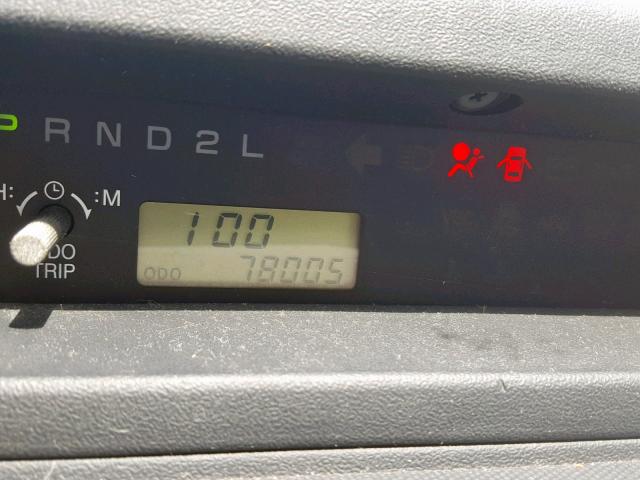 P R N D 2 L
H: :M
ODO
TRIP
100
ODO 78005